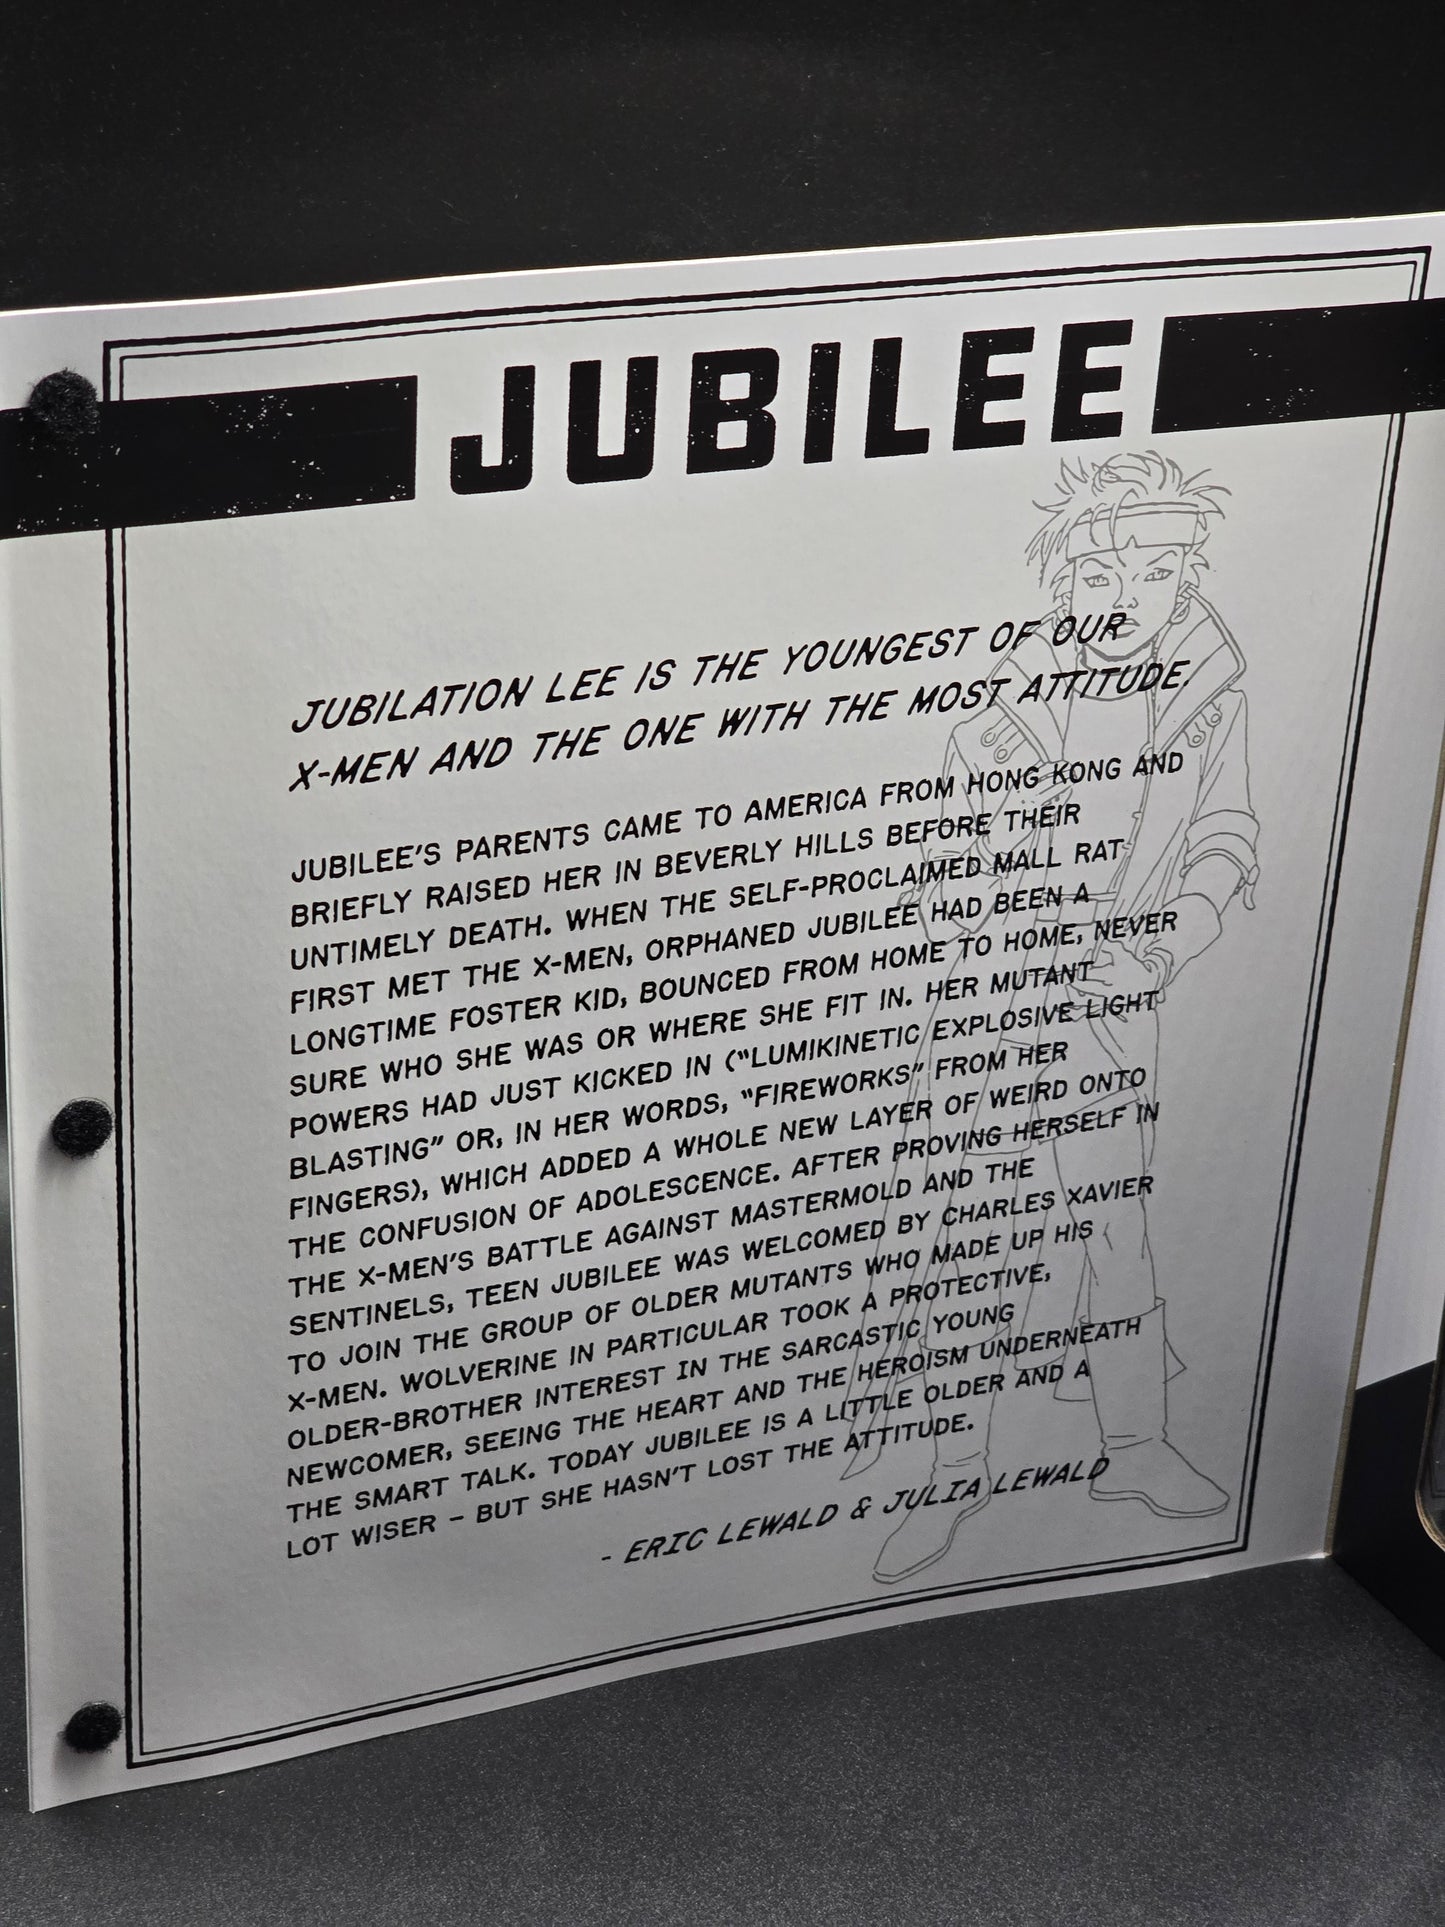 JUBILEE
JUBILATION LEE IS THE YOUNGEST OF OUR
X-MEN AND THE ONE WITH THE MOST ATTITUDE.
JUBILEE'S PARENTS CAME TO AMERICA FROM HONG KONG AND
BRIEFLY RAISED HER IN BEVERLY HILLS BEFORE THEIR
UNTIMELY DEATH. WHEN THE SELF-PROCLAIMED MALL RAT
FIRST MET THE X-MEN, ORPHANED JUBILEE HAD BEEN A
LONGTIME FOSTER KID, BOUNCED FROM HOME TO HOME, NEVER
SURE WHO SHE WAS OR WHERE SHE FIT IN. HER MUTANT
POWERS HAD JUST KICKED IN ("LUMIKINETIC EXPLOSIVE LIGHT
BLASTING" OR, IN HER WORDS, "FIREWORKS" FROM HER
FINGERS), WHICH ADDED A WHOLE NEW LAYER OF WEIRD ONTO
THE CONFUSION OF ADOLESCENCE. AFTER PROVING HERSELF IN
THE X-MEN'S BATTLE AGAINST MASTERMOLD AND THE
SENTINELS, TEEN JUBILEE WAS WELCOMED BY CHARLES XAVIER
TO JOIN THE GROUP OF OLDER MUTANTS WHO MADE UP HIS
X-MEN. WOLVERINE IN PARTICULAR TOOK A PROTECTIVE,
OLDER-BROTHER INTEREST IN THE SARCASTIC YOUNG
NEWCOMER, SEEING THE HEART AND THE HEROISM UNDERNEATH
THE SMART TALK. TODAY JUBILEE IS A LITTLE OLDER AND A
LOT WISER – BUT SHE HASN'T LOST THE ATTITUDE.
- ERIC LEWALD & JULIA LEWALD